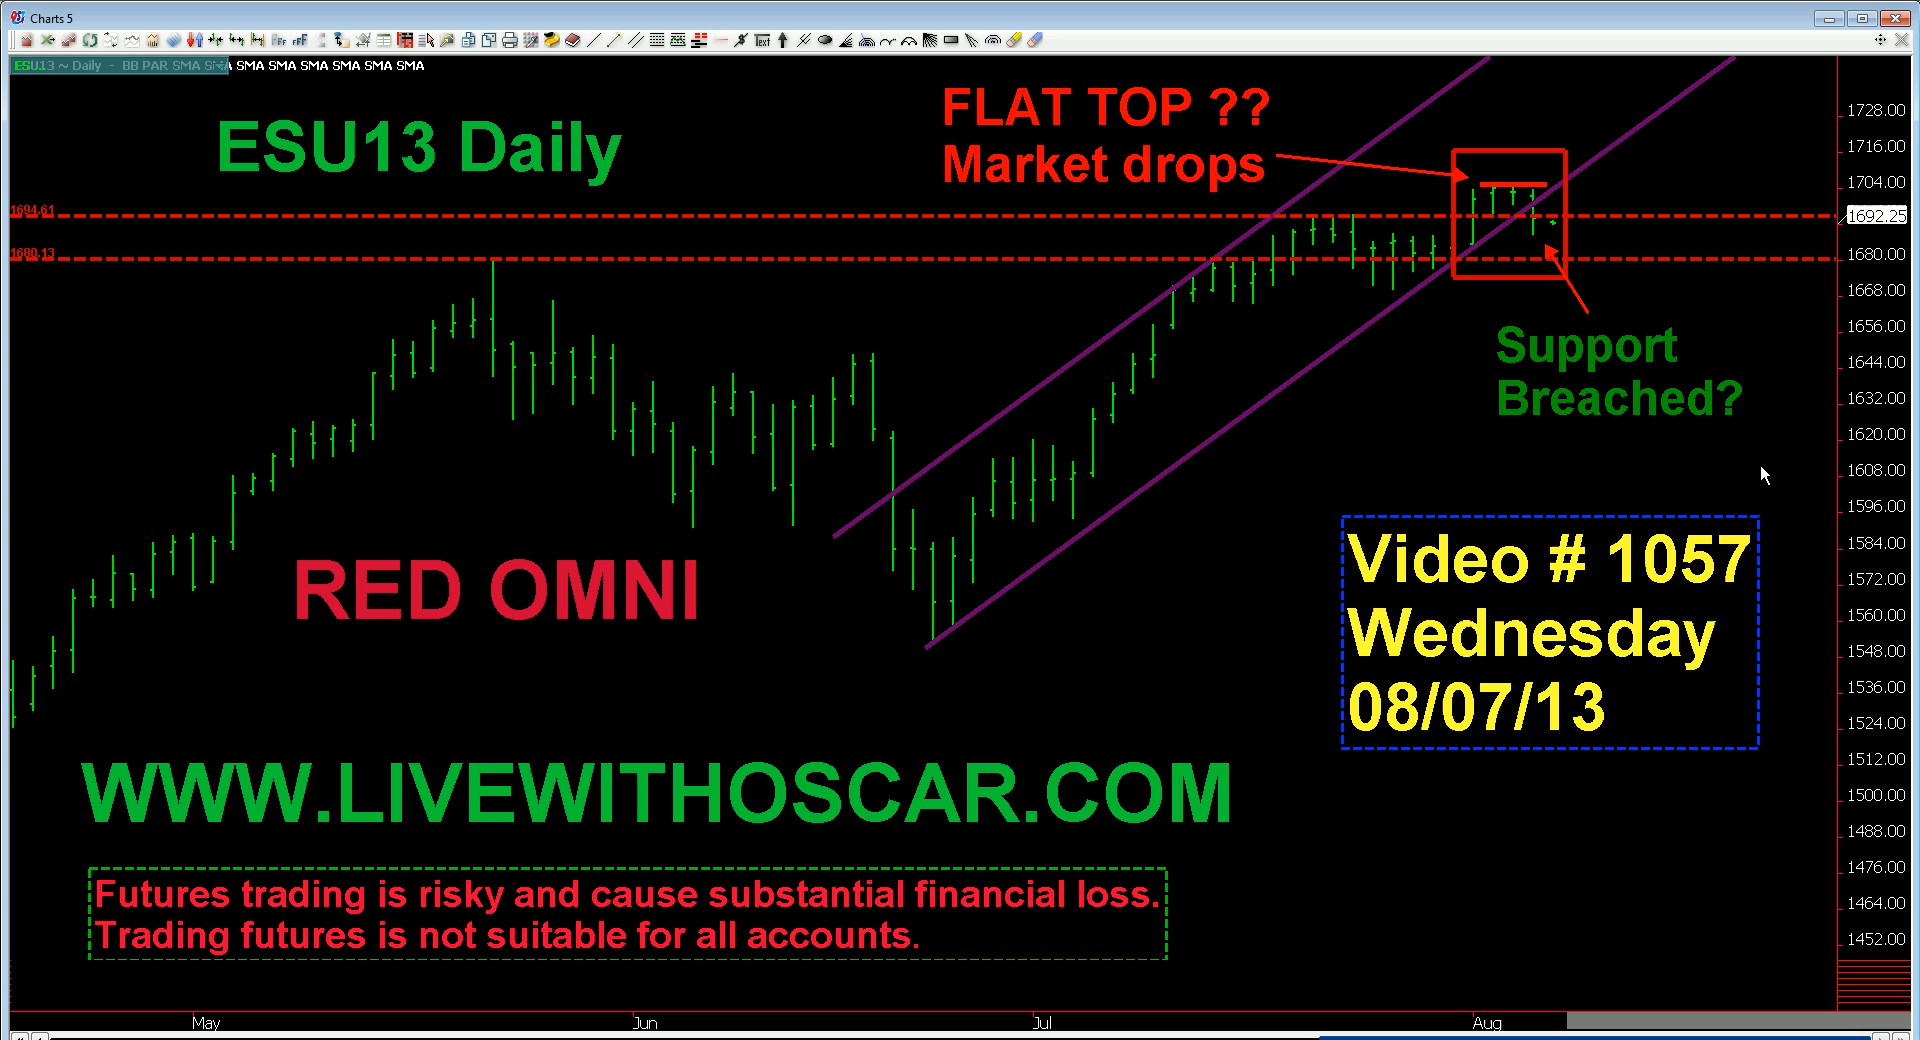 Charts 5
ESU13 ~ Daily - BB PAR SMA SMA SMA SMA SMA SMA SMA SMA
ESU13 Daily
FLAT TOP ??
Market drops
1694.61
1680.13
Support
Breached?
RED OMNI
Video # 1057
Wednesday
08/07/13
WWW.LIVEWITHOSCAR.COM
Futures trading is risky and cause substantial financial loss.
Trading futures is not suitable for all accounts.
1728.00
1716.00
1704.00
1692.25
1680.00
1668.00
1656.00
1644.00
1632.00
1620.00
1608.00
1596.00
1584.00
1572.00
1560.00
1548.00
1536.00
1524.00
1512.00
1500.00
1488.00
1476.00
1464.00
1452.00
May Jun Jul Aug